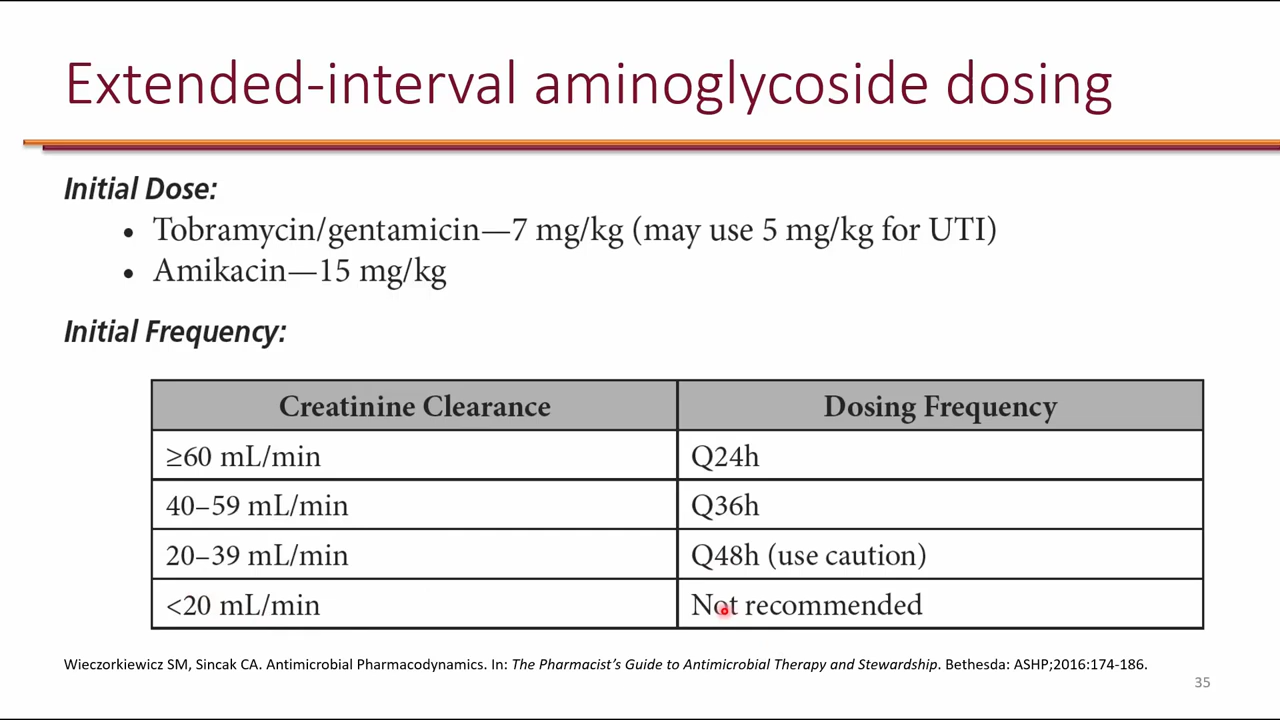 Extended-interval aminoglycoside dosing
Initial Dose:
• Tobramycin/gentamicin—7 mg/kg (may use 5 mg/kg for UTI)
• Amikacin—15 mg/kg
Initial Frequency:
Creatinine Clearance Dosing Frequency
≥60 mL/min Q24h
40–59 mL/min Q36h
20–39 mL/min Q48h (use caution)
<20 mL/min Not recommended
Wieczorkiewicz SM, Sincak CA. Antimicrobial Pharmacodynamics. In: The Pharmacist’s Guide to Antimicrobial Therapy and Stewardship. Bethesda: ASHP;2016:174-186.
35